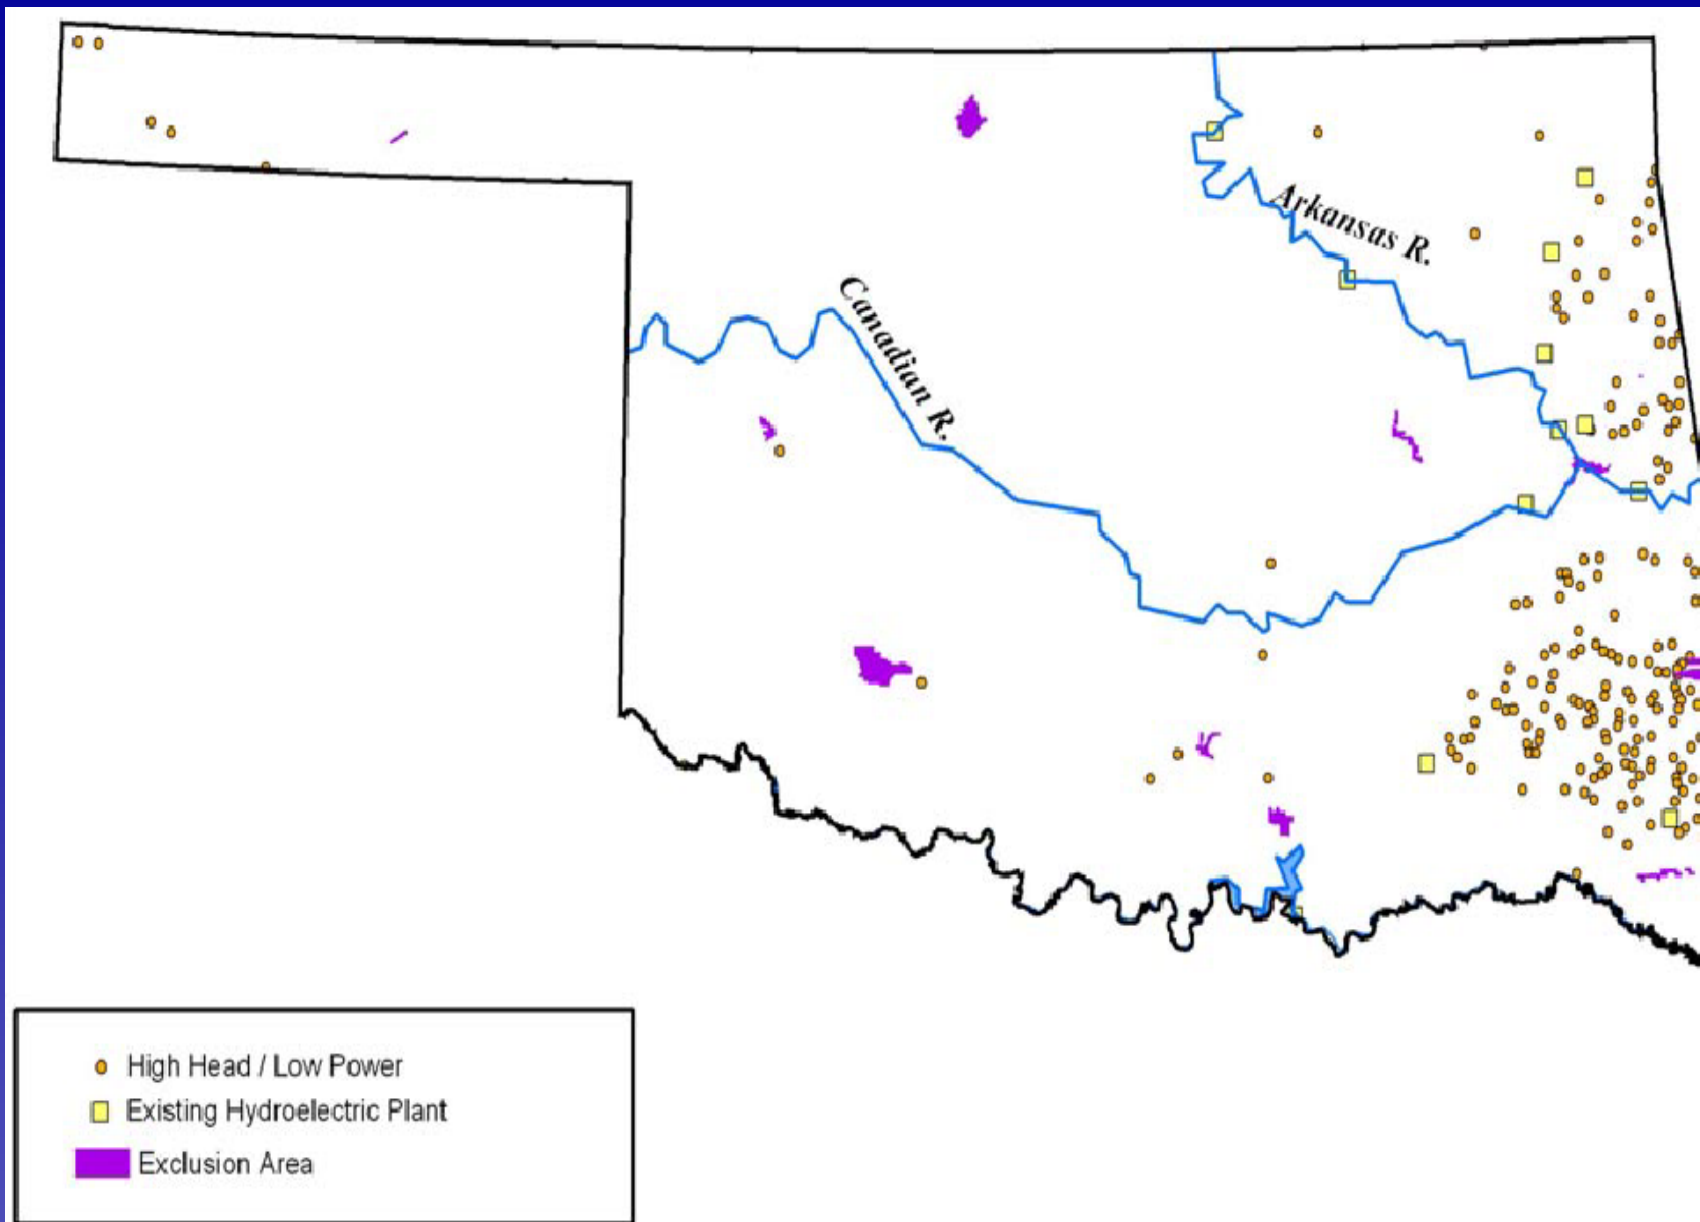 Arkansas R.
Canadian R.
High Head / Low Power
Existing Hydroelectric Plant
Exclusion Area